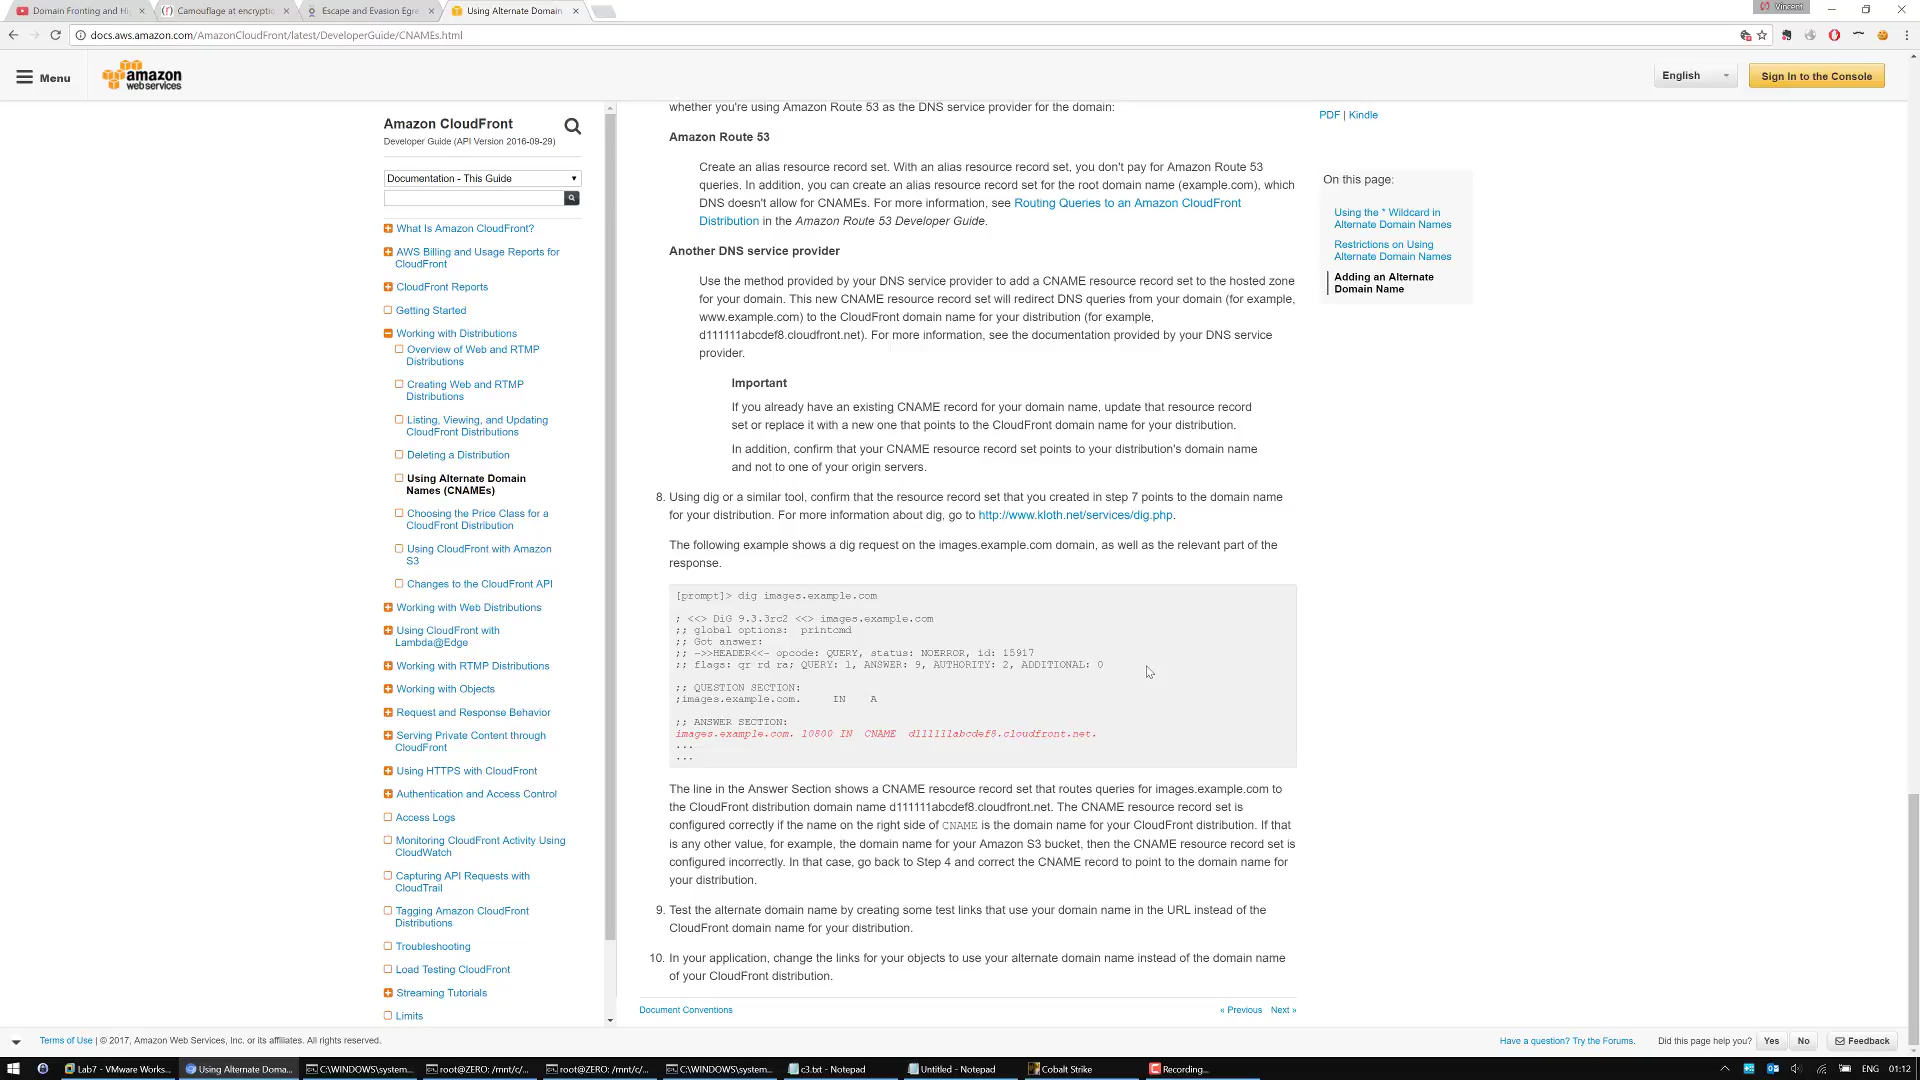 Domain Fronting and Hi
Camouflage at encryptic
Escape and Evasion Egre
Using Alternate Domain
Vincent
docs.aws.amazon.com/AmazonCloudFront/latest/DeveloperGuide/CNAMEs.html
Menu
amazon
webservices
English
Sign In to the Console
Amazon CloudFront
Developer Guide (API Version 2016-09-29)
Documentation - This Guide
What Is Amazon CloudFront?
AWS Billing and Usage Reports for
CloudFront
CloudFront Reports
Getting Started
Working with Distributions
Overview of Web and RTMP
Distributions
Creating Web and RTMP
Distributions
Listing, Viewing, and Updating
CloudFront Distributions
Deleting a Distribution
Using Alternate Domain
Names (CNAMEs)
Choosing the Price Class for a
CloudFront Distribution
Using CloudFront with Amazon
S3
Changes to the CloudFront API
Working with Web Distributions
Using CloudFront with
Lambda@Edge
Working with RTMP Distributions
Working with Objects
Request and Response Behavior
Serving Private Content through
CloudFront
Using HTTPS with CloudFront
Authentication and Access Control
Access Logs
Monitoring CloudFront Activity Using
CloudWatch
Capturing API Requests with
CloudTrail
Tagging Amazon CloudFront
Distributions
Troubleshooting
Load Testing CloudFront
Streaming Tutorials
Limits
whether you're using Amazon Route 53 as the DNS service provider for the domain:
Amazon Route 53
Create an alias resource record set. With an alias resource record set, you don't pay for Amazon Route 53
queries. In addition, you can create an alias resource record set for the root domain name (example.com), which
DNS doesn't allow for CNAMEs. For more information, see Routing Queries to an Amazon CloudFront
Distribution in the Amazon Route 53 Developer Guide.
Another DNS service provider
Use the method provided by your DNS service provider to add a CNAME resource record set to the hosted zone
for your domain. This new CNAME resource record set will redirect DNS queries from your domain (for example,
www.example.com) to the CloudFront domain name for your distribution (for example,
d111111abcdef8.cloudfront.net). For more information, see the documentation provided by your DNS service
provider.
Important
If you already have an existing CNAME record for your domain name, update that resource record
set or replace it with a new one that points to the CloudFront domain name for your distribution.
In addition, confirm that your CNAME resource record set points to your distribution's domain name
and not to one of your origin servers.
8. Using dig or a similar tool, confirm that the resource record set that you created in step 7 points to the domain name
for your distribution. For more information about dig, go to http://www.kloth.net/services/dig.php.
The following example shows a dig request on the images.example.com domain, as well as the relevant part of the
response.
[prompt]> dig images.example.com
; <<> DiG 9.3.3rc2 <<> images.example.com
;; global options: printcmd
;; Got answer:
;; ->>HEADER<<- opcode: QUERY, status: NOERROR, id: 15917
;; flags: qr rd ra; QUERY: 1, ANSWER: 9, AUTHORITY: 2, ADDITIONAL: 0
;; QUESTION SECTION:
;images.example.com. IN A
;; ANSWER SECTION:
images.example.com. 10800 IN CNAME d111111abcdef8.cloudfront.net.
...
...
The line in the Answer Section shows a CNAME resource record set that routes queries for images.example.com to
the CloudFront distribution domain name d111111abcdef8.cloudfront.net. The CNAME resource record set is
configured correctly if the name on the right side of CNAME is the domain name for your CloudFront distribution. If that
is any other value, for example, the domain name for your Amazon S3 bucket, then the CNAME resource record set is
configured incorrectly. In that case, go back to Step 4 and correct the CNAME record to point to the domain name for
your distribution.
9. Test the alternate domain name by creating some test links that use your domain name in the URL instead of the
CloudFront domain name for your distribution.
10. In your application, change the links for your objects to use your alternate domain name instead of the domain name
of your CloudFront distribution.
Document Conventions
« Previous Next »
PDF | Kindle
On this page:
Using the * Wildcard in
Alternate Domain Names
Restrictions on Using
Alternate Domain Names
Adding an Alternate
Domain Name
Terms of Use | © 2017, Amazon Web Services, Inc. or its affiliates. All rights reserved.
Have a question? Try the Forums.
Did this page help you?
Yes
No
Feedback
Lab7 - VMware Works...
Using Alternate Doma...
C:\WINDOWS\system...
root@ZERO: /mnt/c/...
root@ZERO: /mnt/c/...
C:\WINDOWS\system...
c3.txt - Notepad
Untitled - Notepad
Cobalt Strike
Recording...
ENG
01:12